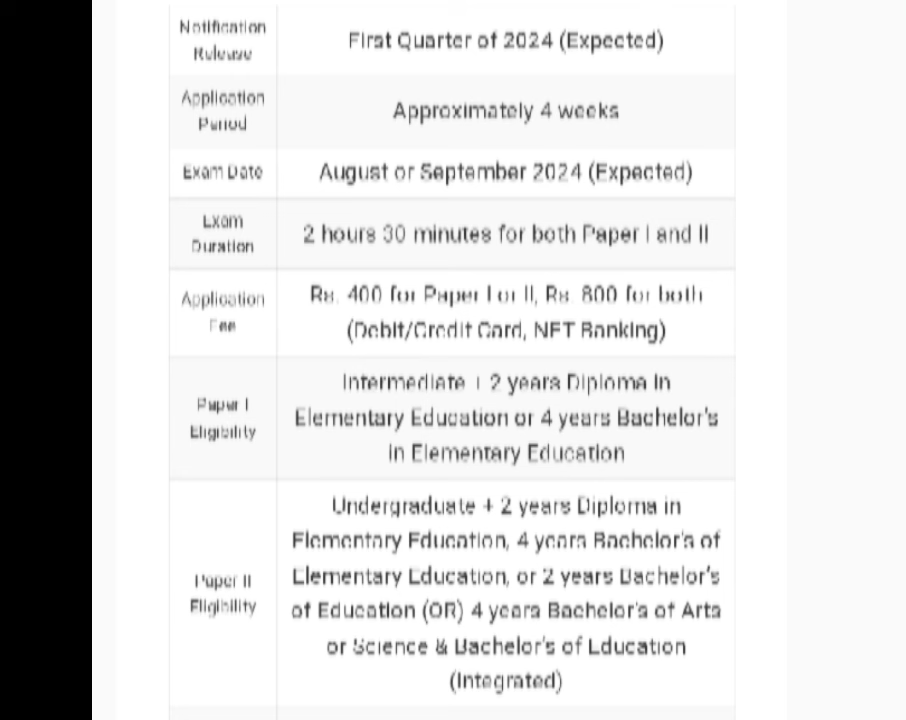 Notification
Release
First Quarter of 2024 (Expected)
Application
Period
Approximately 4 weeks
Exam Date
August or September 2024 (Expected)
Exam
Duration
2 hours 30 minutes for both Paper I and II
Application
Fee
Rs. 400 for Paper I or II, Rs. 800 for both
(Debit/Credit Card, NFT Banking)
Paper I
Eligibility
Intermediate + 2 years Diploma in
Elementary Education or 4 years Bachelor's
in Elementary Education
Paper II
Eligibility
Undergraduate + 2 years Diploma in
Elementary Education, 4 years Bachelor's of
Elementary Education, or 2 years Bachelor's
of Education (OR) 4 years Bachelor's of Arts
or Science & Bachelor's of Education
(Integrated)